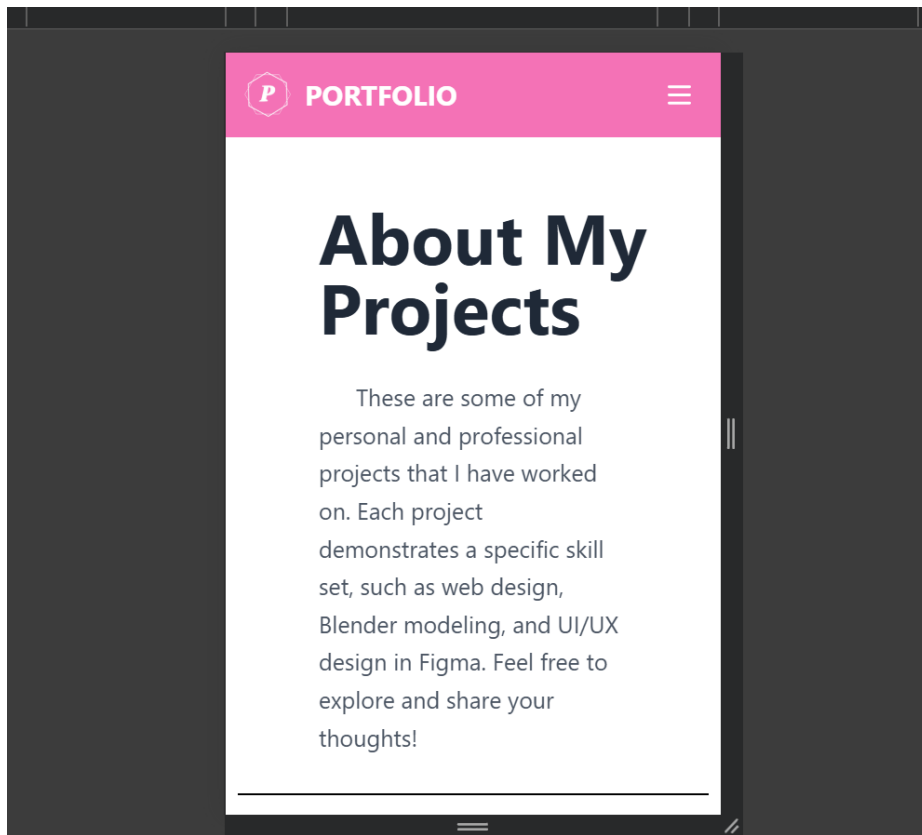 P PORTFOLIO
About My
Projects
These are some of my
personal and professional
projects that I have worked
on. Each project
demonstrates a specific skill
set, such as web design,
Blender modeling, and UI/UX
design in Figma. Feel free to
explore and share your
thoughts!